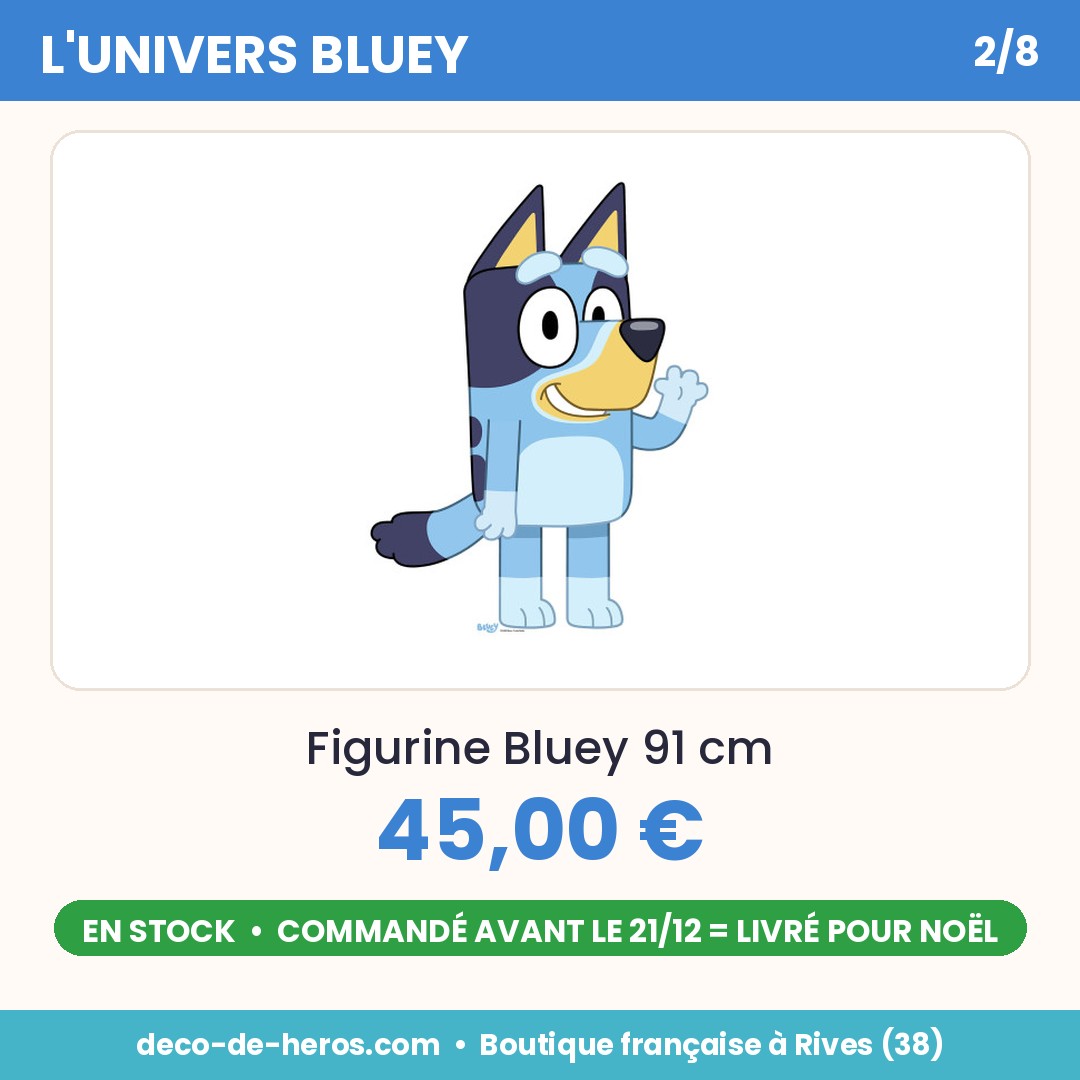 L'UNIVERS BLUEY
2/8
BLUEY
Figurine Bluey 91 cm
45,00 €
EN STOCK • COMMANDÉ AVANT LE 21/12 = LIVRÉ POUR NOËL
deco-de-heros.com • Boutique française à Rives (38)